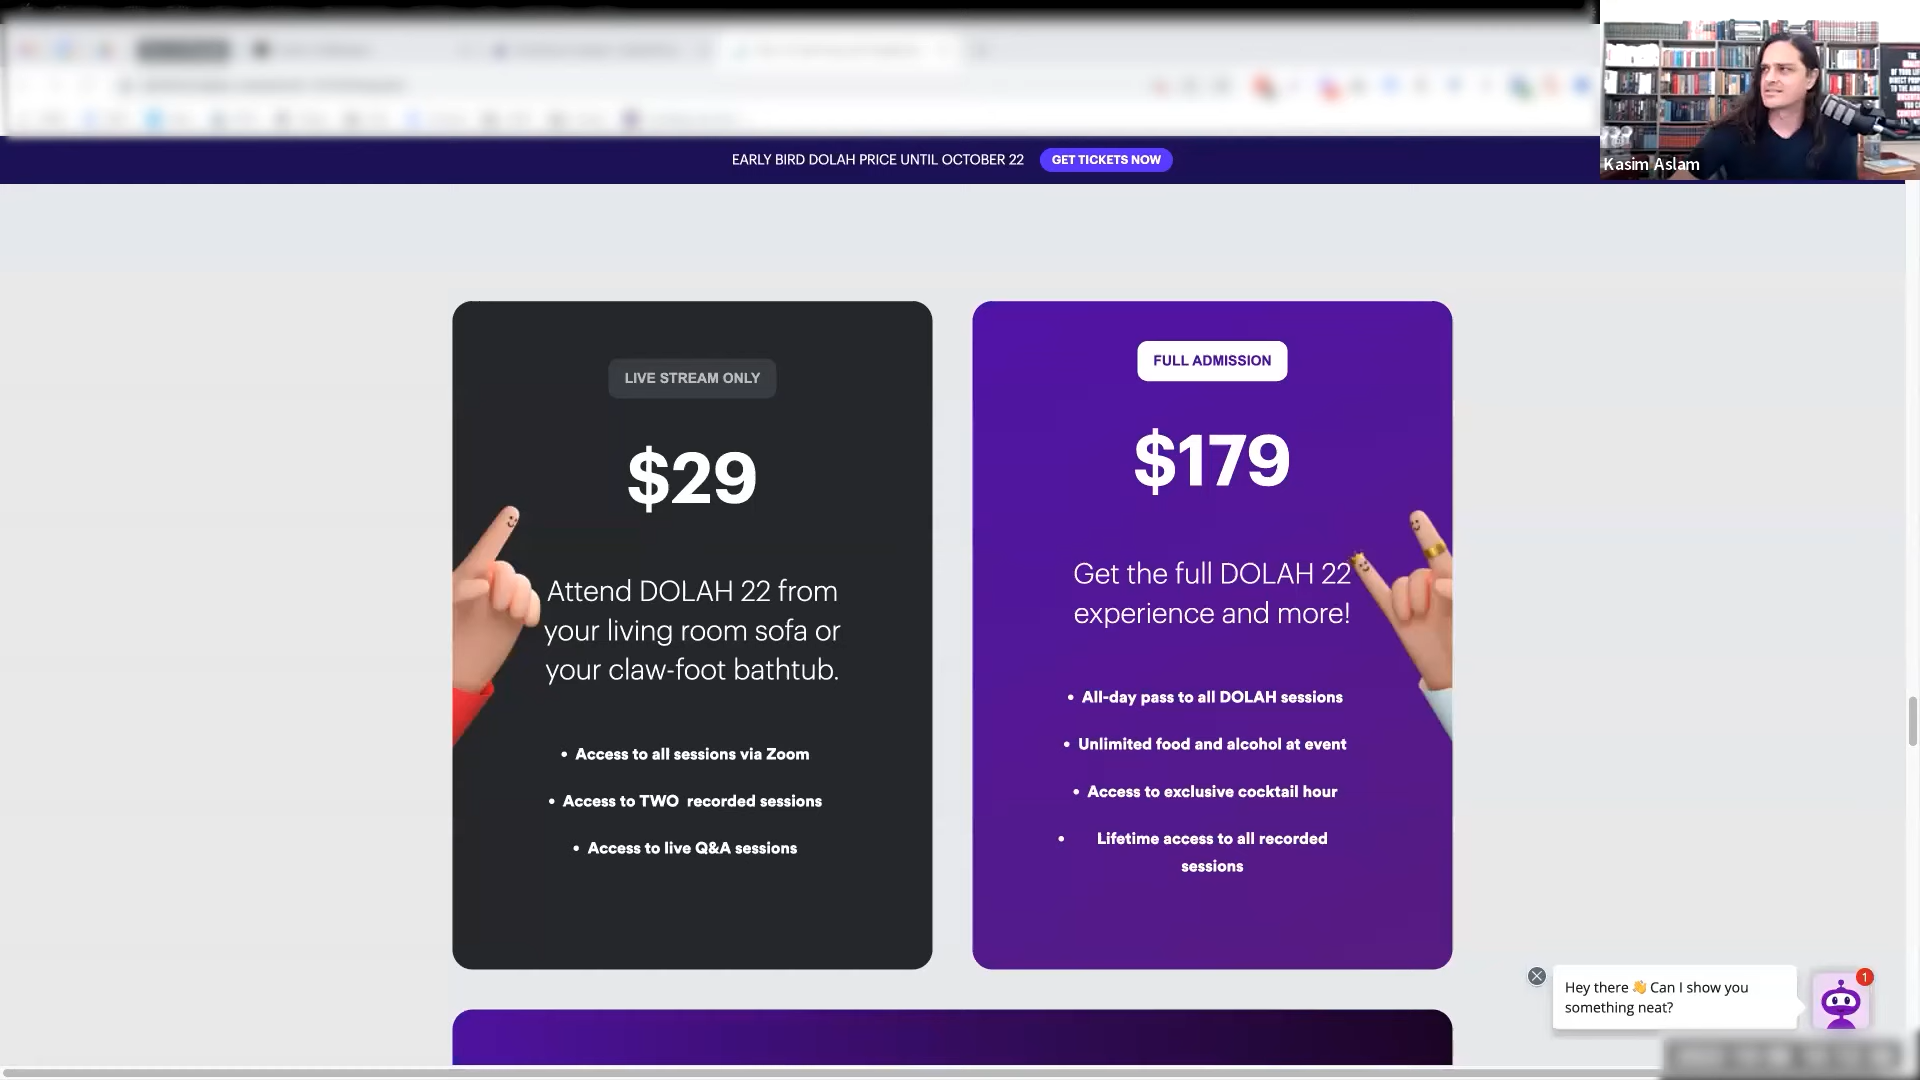 EARLY BIRD DOLAH PRICE UNTIL OCTOBER 22 GET TICKETS NOW
Kasim Aslam
LIVE STREAM ONLY
$29
Attend DOLAH 22 from
your living room sofa or
your claw-foot bathtub.
• Access to all sessions via Zoom
• Access to TWO recorded sessions
• Access to live Q&A sessions
FULL ADMISSION
$179
Get the full DOLAH 22
experience and more!
• All-day pass to all DOLAH sessions
• Unlimited food and alcohol at event
• Access to exclusive cocktail hour
• Lifetime access to all recorded
sessions
Hey there 👋 Can I show you
something neat?
1